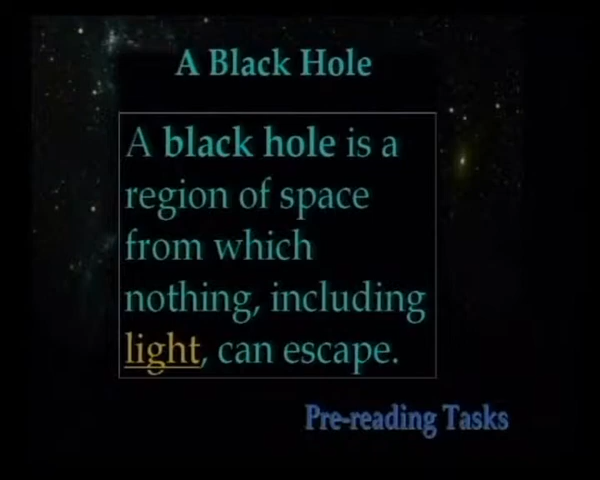 A Black Hole
A black hole is a
region of space
from which
nothing, including
light, can escape.
Pre-reading Tasks